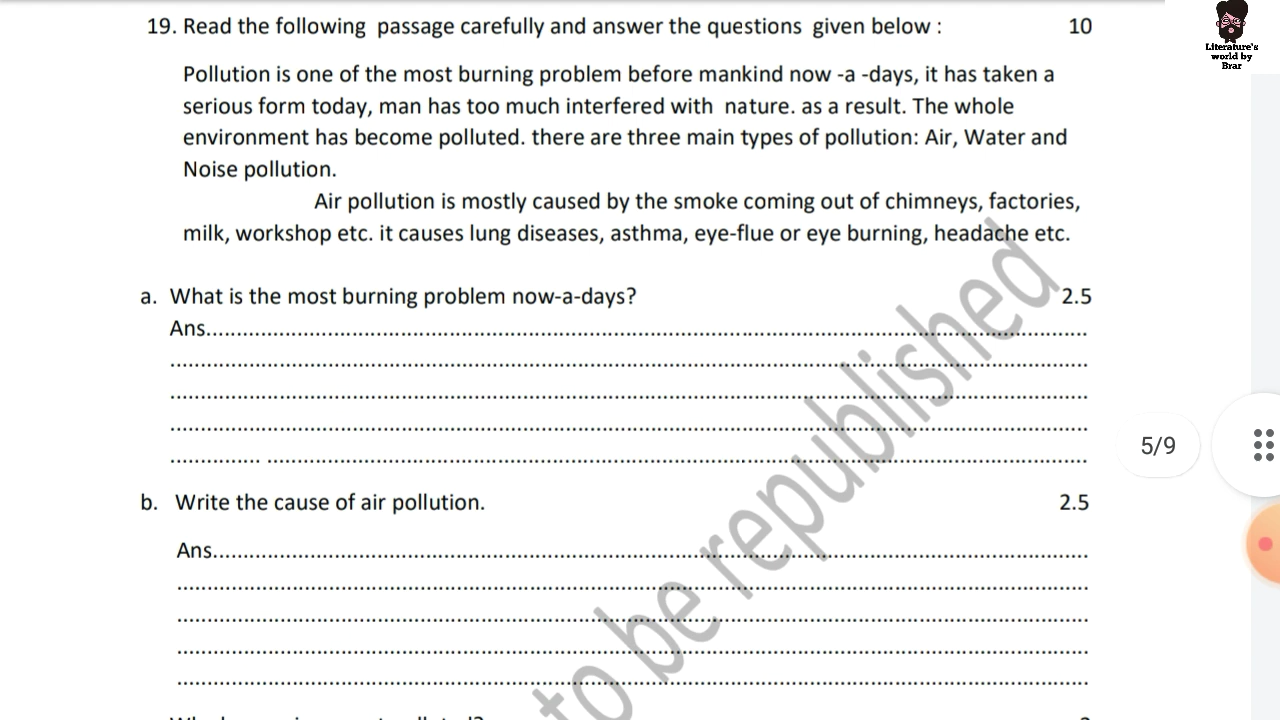 19. Read the following passage carefully and answer the questions given below : 10
Literature's
world by
Brar
Pollution is one of the most burning problem before mankind now -a -days, it has taken a
serious form today, man has too much interfered with nature. as a result. The whole
environment has become polluted. there are three main types of pollution: Air, Water and
Noise pollution.
Air pollution is mostly caused by the smoke coming out of chimneys, factories,
milk, workshop etc. it causes lung diseases, asthma, eye-flue or eye burning, headache etc.
a. What is the most burning problem now-a-days? 2.5
Ans.
5/9
b. Write the cause of air pollution. 2.5
Ans.
to be republished